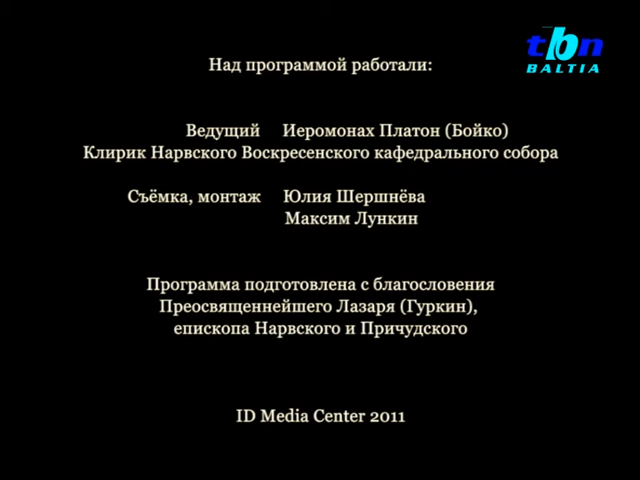 tbn
BALTIA
Над программой работали:
Ведущий Иеромонах Платон (Бойко)
Клирик Нарвского Воскресенского кафедрального собора
Съёмка, монтаж Юлия Шершнёва
Максим Лункин
Программа подготовлена с благословения
Преосвященнейшего Лазаря (Гуркин),
епископа Нарвского и Причудского
ID Media Center 2011